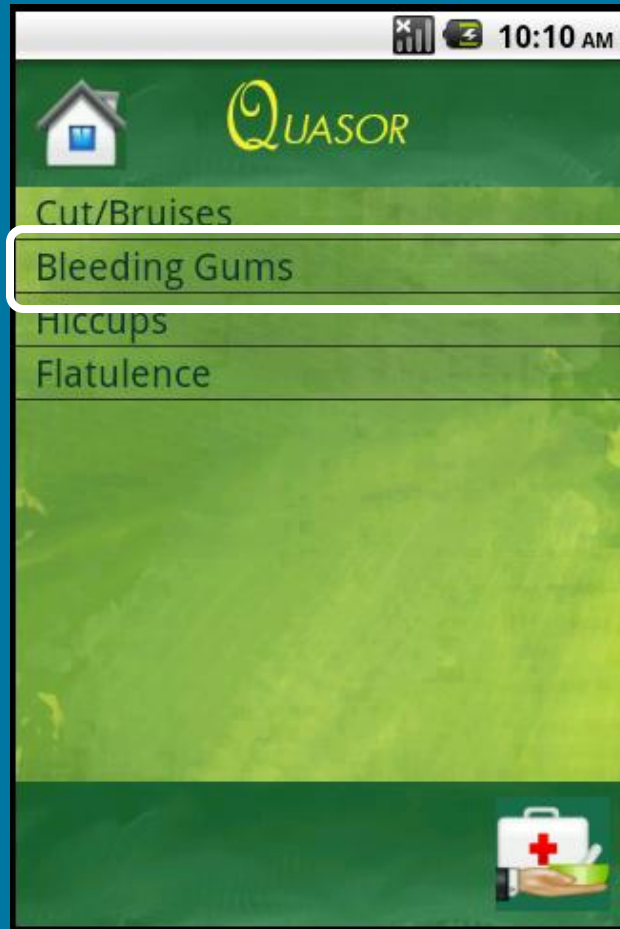 10:10 AM
QUASOR
Cut/Bruises
Bleeding Gums
Hiccups
Flatulence